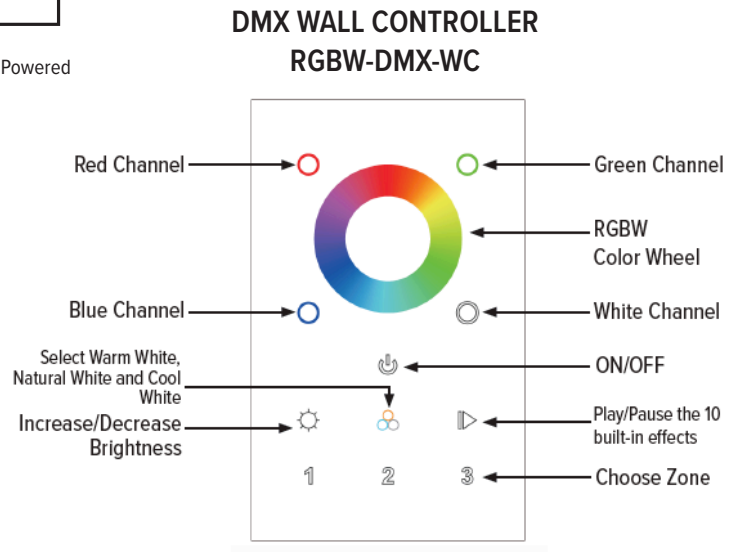 DMX WALL CONTROLLER
RGBW-DMX-WC
Powered
Red Channel
Green Channel
RGBW
Color Wheel
Blue Channel
White Channel
Select Warm White,
Natural White and Cool
White
ON/OFF
Increase/Decrease
Brightness
Play/Pause the 10
built-in effects
1 2 3
Choose Zone